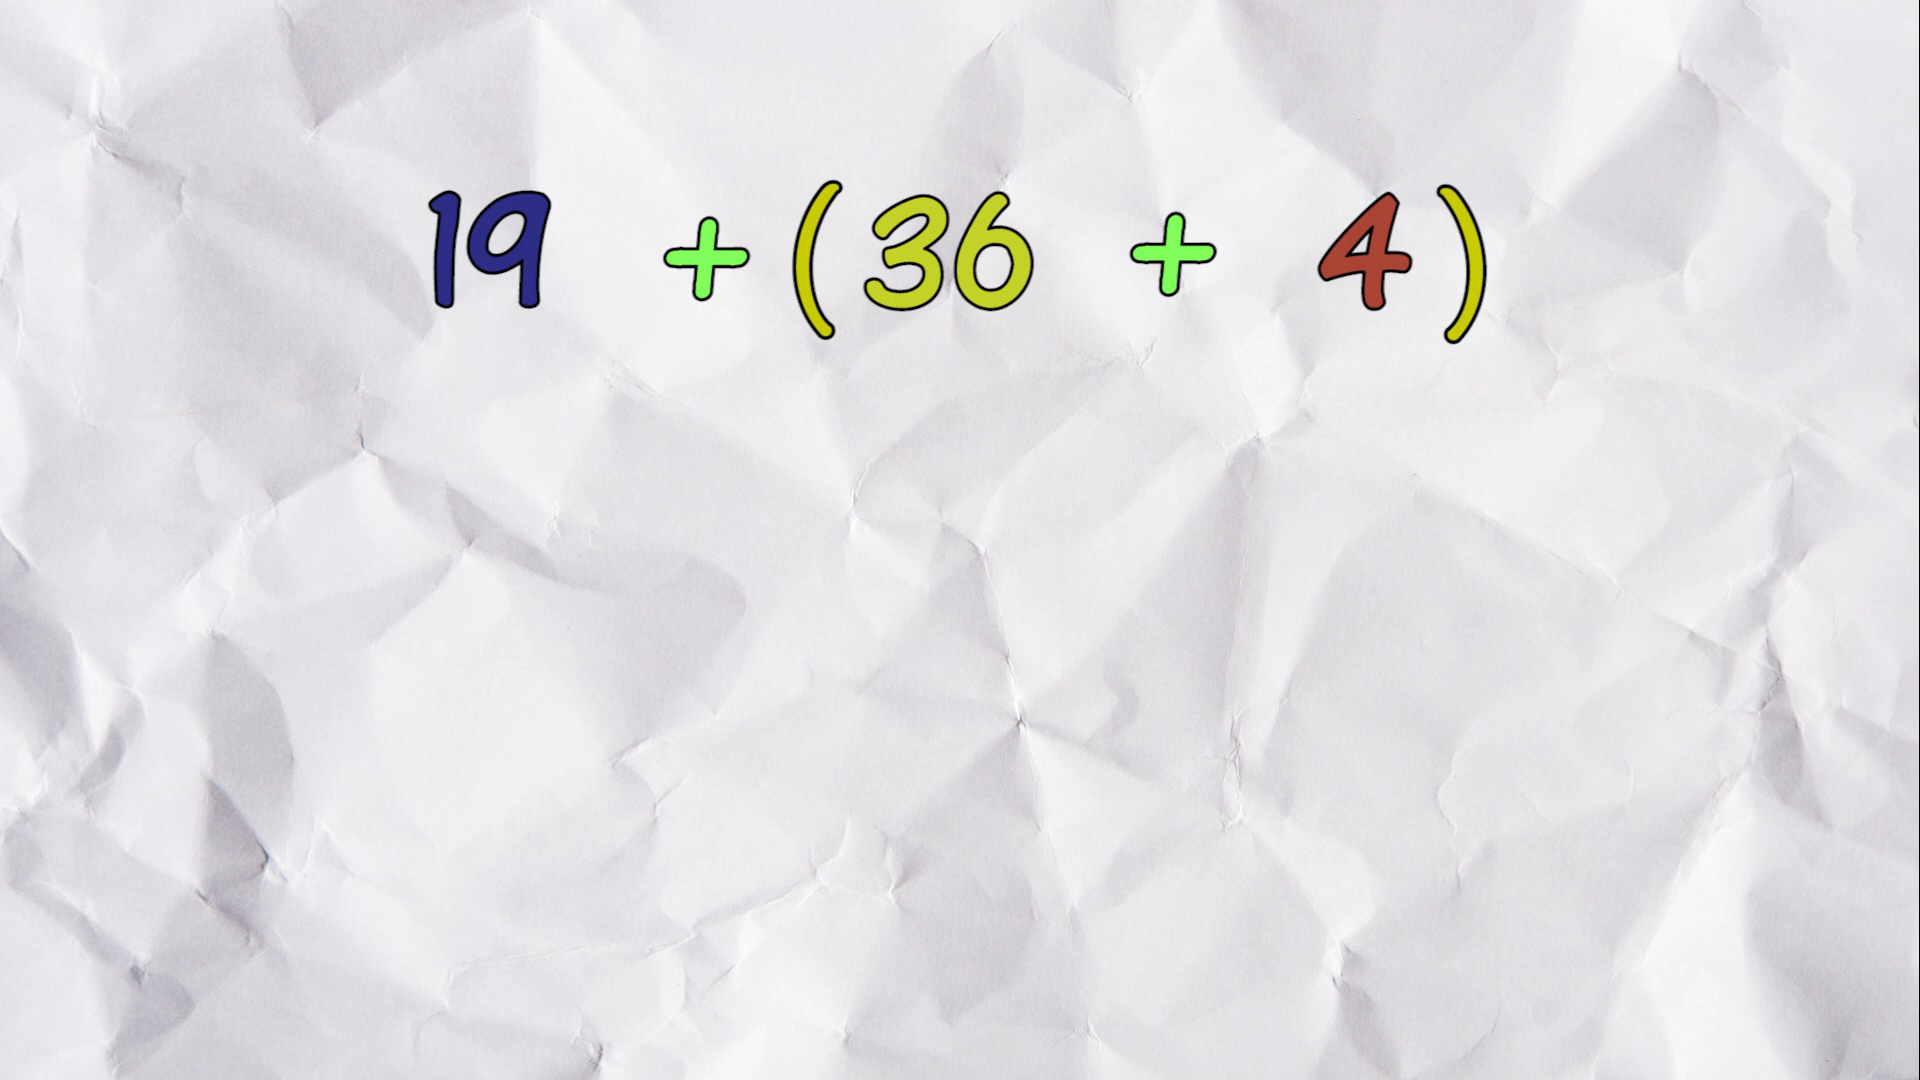 19 + (36 + 4)